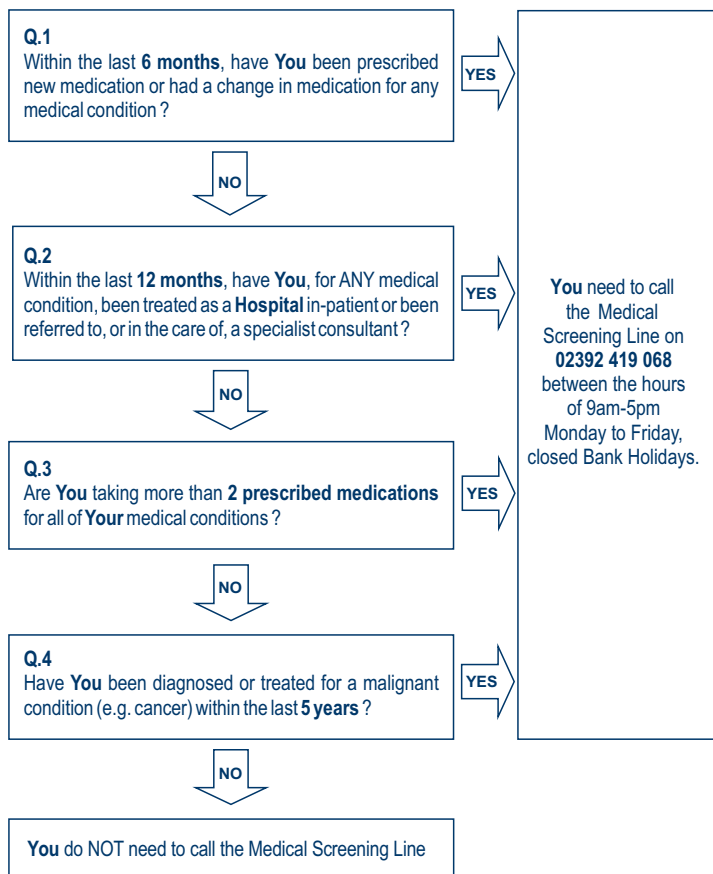 Q.1
Within the last 6 months, have You been prescribed
new medication or had a change in medication for any
medical condition ?
YES
NO
Q.2
Within the last 12 months, have You, for ANY medical
condition, been treated as a Hospital in-patient or been
referred to, or in the care of, a specialist consultant ?
YES
NO
Q.3
Are You taking more than 2 prescribed medications
for all of Your medical conditions ?
YES
NO
Q.4
Have You been diagnosed or treated for a malignant
condition (e.g. cancer) within the last 5 years ?
YES
NO
You do NOT need to call the Medical Screening Line
You need to call
the Medical
Screening Line on
02392 419 068
between the hours
of 9am-5pm
Monday to Friday,
closed Bank Holidays.